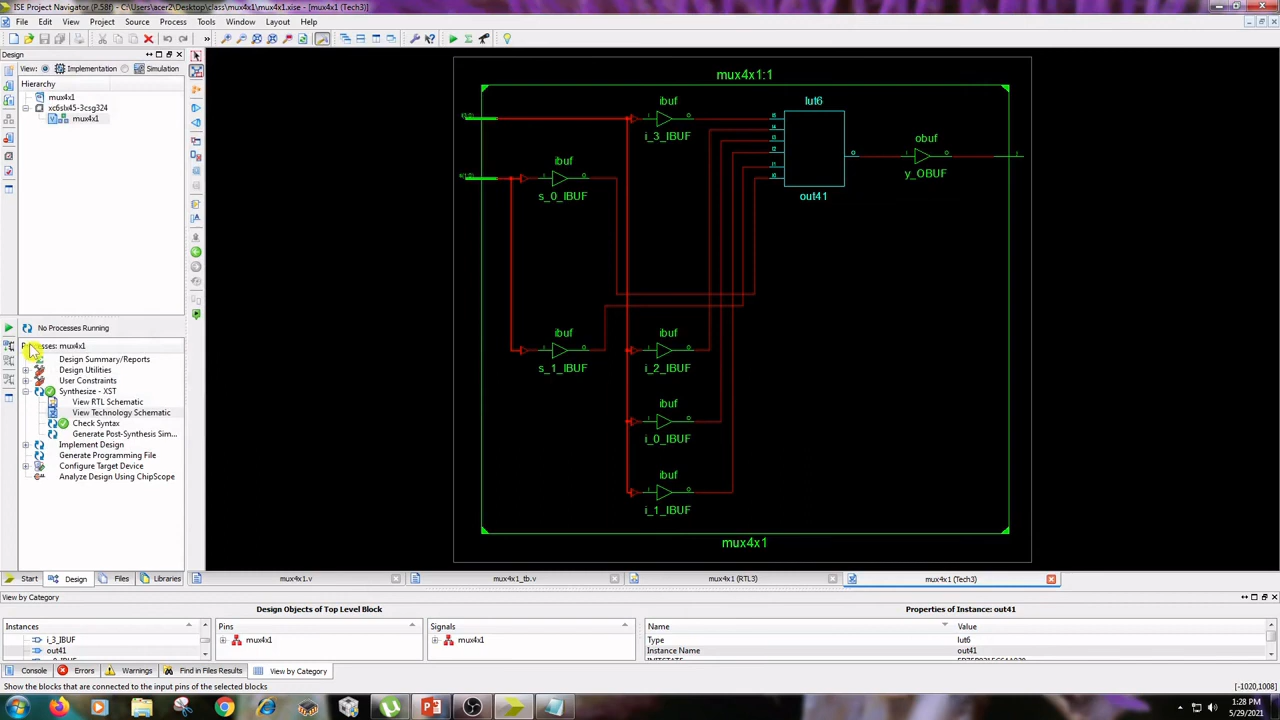 ISE Project Navigator (P.58f) - C:\Users\acer2\Desktop\class\mux4x1\mux4x1.xise - [mux4x1 (Tech3)]
File Edit View Project Source Process Tools Window Layout Help
Design
View: Implementation Simulation
Hierarchy
mux4x1
xc6slx45-3csg324
mux4x1
No Processes Running
Processes: mux4x1
Design Summary/Reports
Design Utilities
User Constraints
Synthesize - XST
View RTL Schematic
View Technology Schematic
Check Syntax
Generate Post-Synthesis Sim...
Implement Design
Generate Programming File
Configure Target Device
Analyze Design Using ChipScope
mux4x1:1
ibuf
i_3_IBUF
lut6
out41
obuf
y_OBUF
ibuf
s_0_IBUF
ibuf
s_1_IBUF
ibuf
i_2_IBUF
ibuf
i_0_IBUF
ibuf
i_1_IBUF
mux4x1
Start Design Files Libraries
mux4x1.v mux4x1_tb.v mux4x1 (RTL3) mux4x1 (Tech3)
View by Category
Design Objects of Top Level Block Properties of Instance: out41
Instances Pins Signals Name Value
i_3_IBUF mux4x1 mux4x1 Type lut6
out41 Instance Name out41
Console Errors Warnings Find in Files Results View by Category
Show the blocks that are connected to the input pins of the selected blocks
[-1020,1008]
1:28 PM
5/29/2021